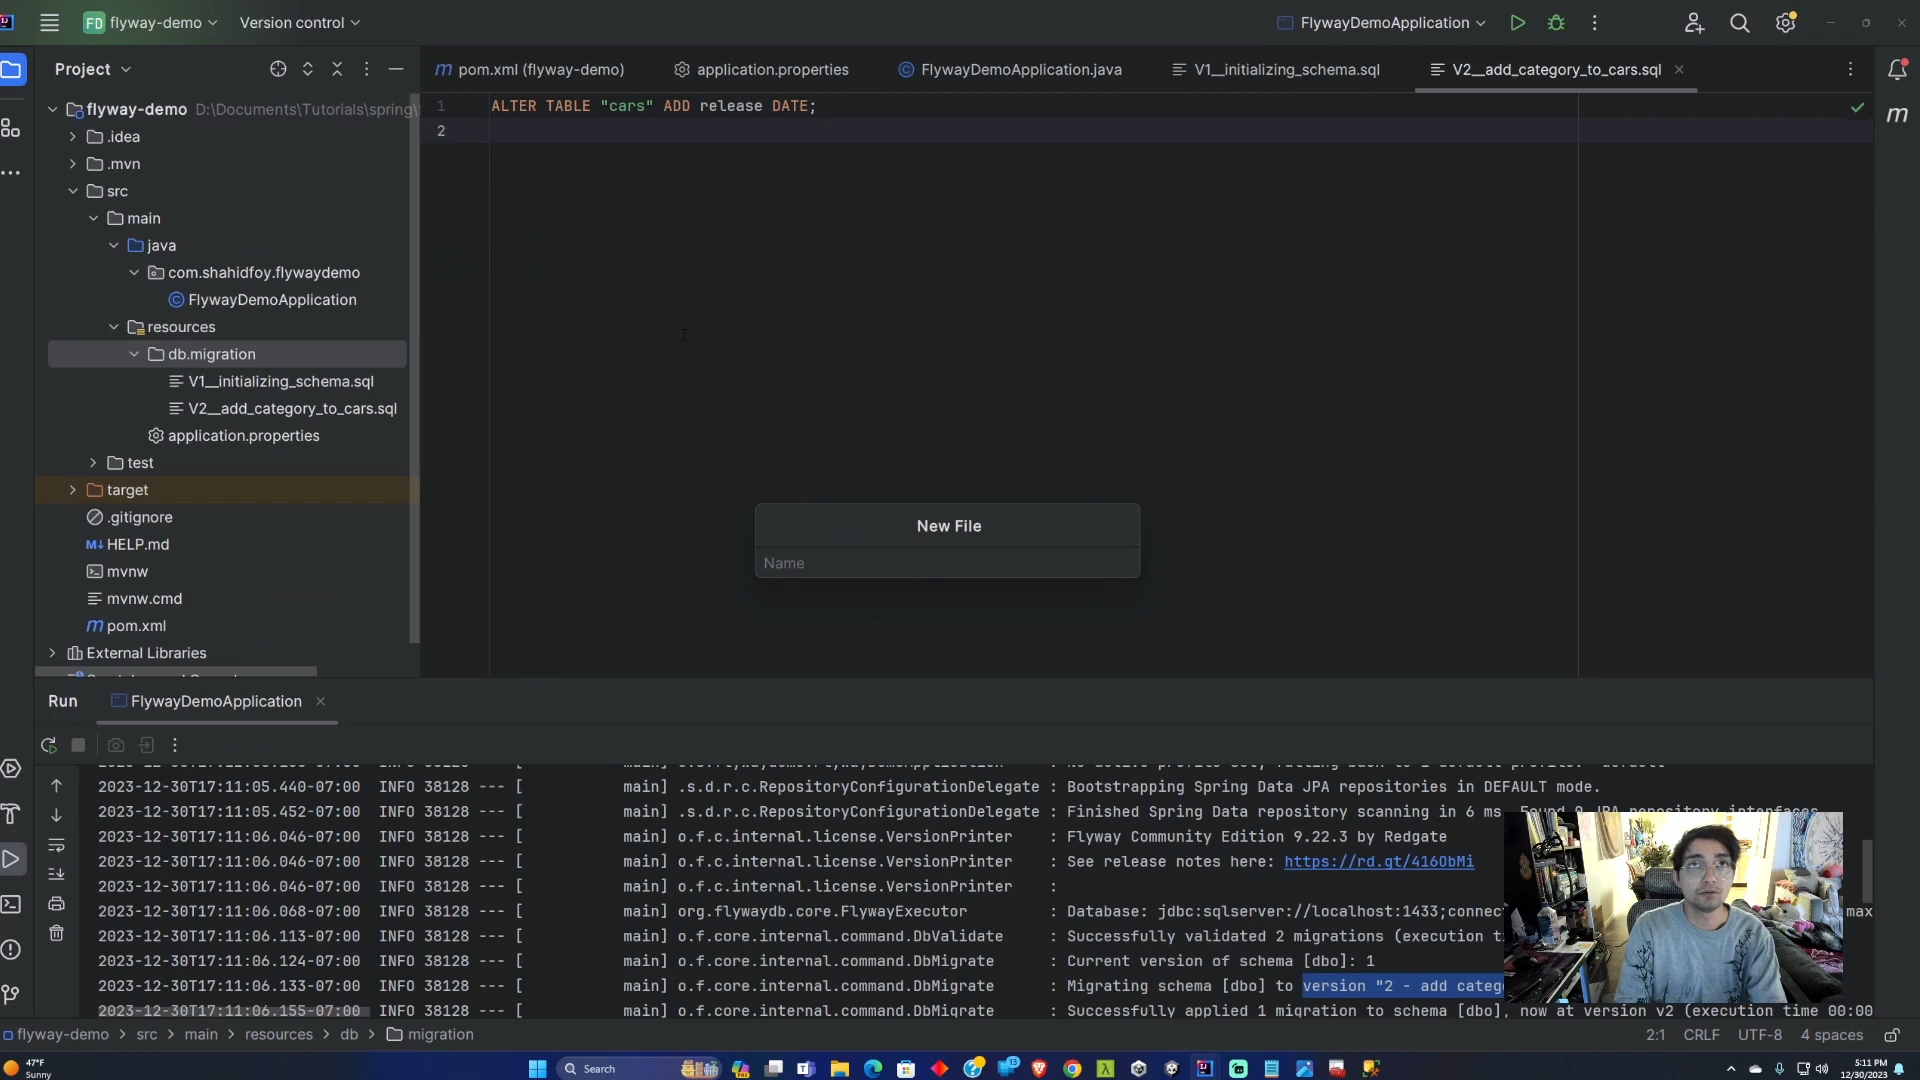 FD flyway-demo Version control FlywayDemoApplication
Project
pom.xml (flyway-demo) application.properties FlywayDemoApplication.java V1__initializing_schema.sql V2__add_category_to_cars.sql
flyway-demo D:\Documents\Tutorials\spring\
.idea
.mvn
src
main
java
com.shahidfoy.flywaydemo
FlywayDemoApplication
resources
db.migration
V1__initializing_schema.sql
V2__add_category_to_cars.sql
application.properties
test
target
.gitignore
HELP.md
mvnw
mvnw.cmd
pom.xml
External Libraries
1 ALTER TABLE "cars" ADD release DATE;
2
New File
Name
Run FlywayDemoApplication
2023-12-30T17:11:05.440-07:00 INFO 38128 --- [ main] .s.d.r.c.RepositoryConfigurationDelegate : Bootstrapping Spring Data JPA repositories in DEFAULT mode.
2023-12-30T17:11:05.452-07:00 INFO 38128 --- [ main] .s.d.r.c.RepositoryConfigurationDelegate : Finished Spring Data repository scanning in 6 ms. Found 0 JPA repository interfaces.
2023-12-30T17:11:06.046-07:00 INFO 38128 --- [ main] o.f.c.internal.license.VersionPrinter : Flyway Community Edition 9.22.3 by Redgate
2023-12-30T17:11:06.046-07:00 INFO 38128 --- [ main] o.f.c.internal.license.VersionPrinter : See release notes here: https://rd.gt/416ObMi
2023-12-30T17:11:06.046-07:00 INFO 38128 --- [ main] o.f.c.internal.license.VersionPrinter :
2023-12-30T17:11:06.068-07:00 INFO 38128 --- [ main] org.flywaydb.core.FlywayExecutor : Database: jdbc:sqlserver://localhost:1433;connect max
2023-12-30T17:11:06.113-07:00 INFO 38128 --- [ main] o.f.core.internal.command.DbValidate : Successfully validated 2 migrations (execution ti
2023-12-30T17:11:06.124-07:00 INFO 38128 --- [ main] o.f.core.internal.command.DbMigrate : Current version of schema [dbo]: 1
2023-12-30T17:11:06.133-07:00 INFO 38128 --- [ main] o.f.core.internal.command.DbMigrate : Migrating schema [dbo] to version "2 - add categ
2023-12-30T17:11:06.155-07:00 INFO 38128 --- [ main] o.f.core.internal.command.DbMigrate : Successfully applied 1 migration to schema [dbo], now at version v2 (execution time 00:00
flyway-demo > src > main > resources > db > migration 2:1 CRLF UTF-8 4 spaces
47°F
Sunny
Search
13
5:11 PM
12/30/2023